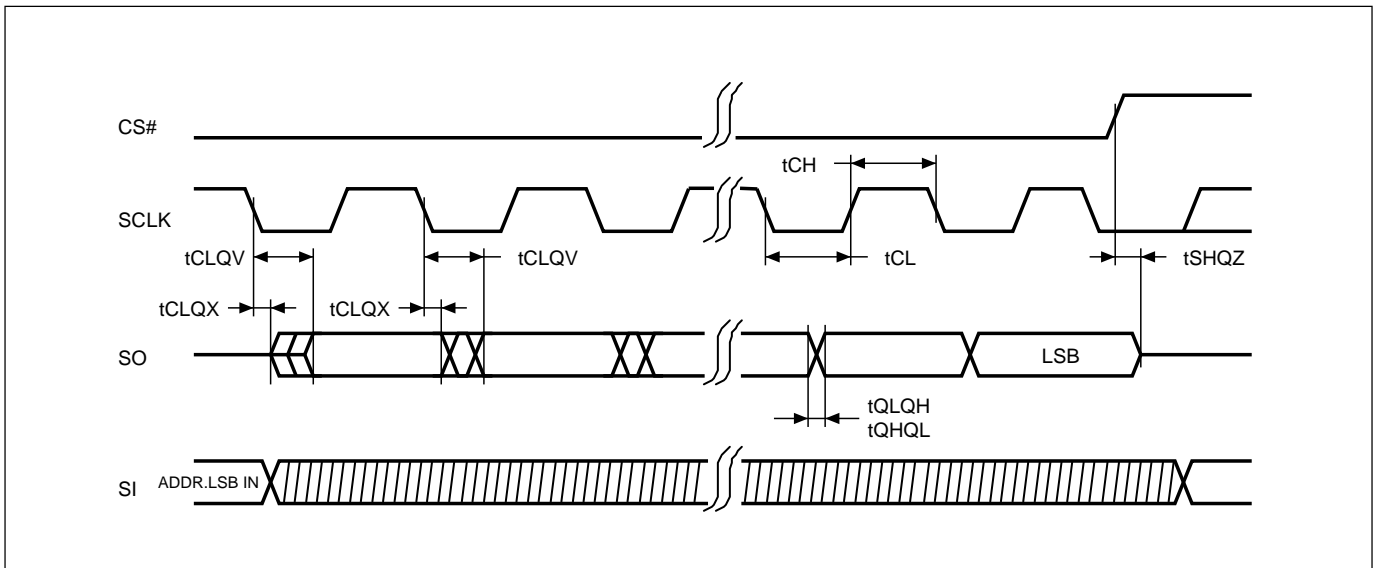 CS#
tCH
SCLK
tCLQV
tCLQV
tCL
tSHQZ
tCLQX
tCLQX
SO
LSB
tQLQH
tQHQL
SI
ADDR.LSB IN